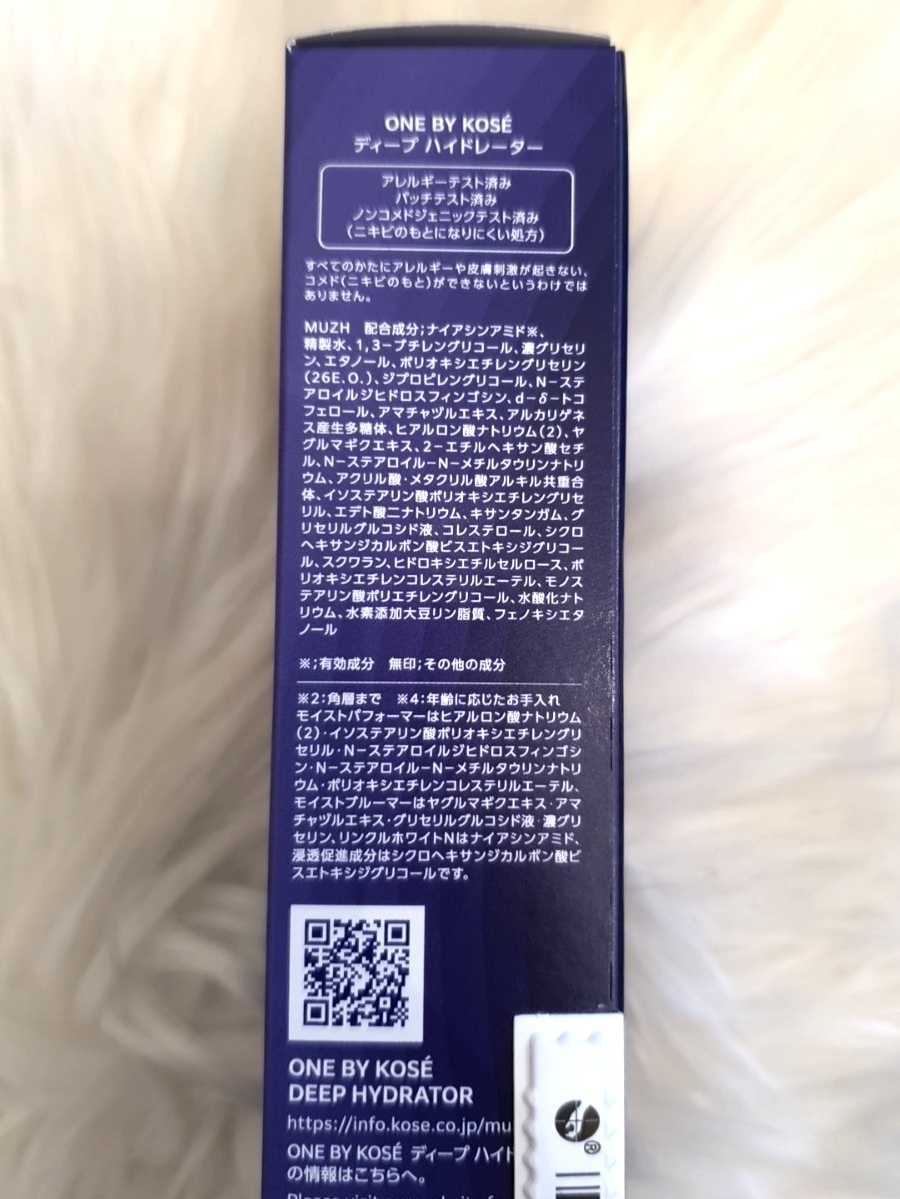 ONE BY KOSÉ
ディープ ハイドレーター
アレルギーテスト済み
パッチテスト済み
ノンコメドジェニックテスト済み
(ニキビのもとになりにくい処方)
すべてのかたにアレルギーや皮膚刺激が起きない、
コメド(ニキビのもと)ができないというわけでは
ありません。
MUZH 配合成分;ナイアシンアミド※、
精製水、1,3-ブチレングリコール、濃グリセリ
ン、エタノール、ポリオキシエチレングリセリン
(26E.O.)、ジプロピレングリコール、N-ステ
アロイルジヒドロスフィンゴシン、d-δ-トコ
フェロール、アマチャヅルエキス、アルカリゲネ
ス産生多糖体、ヒアルロン酸ナトリウム(2)、ヤ
グルマギクエキス、2-エチルヘキサン酸セチ
ル、N-ステアロイル-N-メチルタウリンナトリ
ウム、アクリル酸・メタクリル酸アルキル共重合
体、イソステアリン酸ポリオキシエチレングリセ
リル、エデト酸二ナトリウム、キサンタンガム、グ
リセリルグルコシド液、コレステロール、シクロ
ヘキサンジカルボン酸ビスエトキシジグリコー
ル、スクワラン、ヒドロキシエチルセルロース、ポ
リオキシエチレンコレステリルエーテル、モノス
テアリン酸ポリエチレングリコール、水酸化ナト
リウム、水素添加大豆リン脂質、フェノキシエタ
ノール
※;有効成分 無印;その他の成分
※2:角層まで ※4:年齢に応じたお手入れ
モイストパフォーマーはヒアルロン酸ナトリウム
(2)・イソステアリン酸ポリオキシエチレングリ
セリル・N-ステアロイルジヒドロスフィンゴシ
ン・N-ステアロイル-N-メチルタウリンナトリ
ウム・ポリオキシエチレンコレステリルエーテル、
モイストブルーマーはヤグルマギクエキス・アマ
チャヅルエキス・グリセリルグルコシド液・濃グリ
セリン、リンクルホワイトNはナイアシンアミド、
浸透促進成分はシクロヘキサンジカルボン酸ビ
スエトキシジグリコールです。
ONE BY KOSÉ
DEEP HYDRATOR
https://info.kose.co.jp/mu
ONE BY KOSÉ ディープ ハイド
の情報はこちらへ。